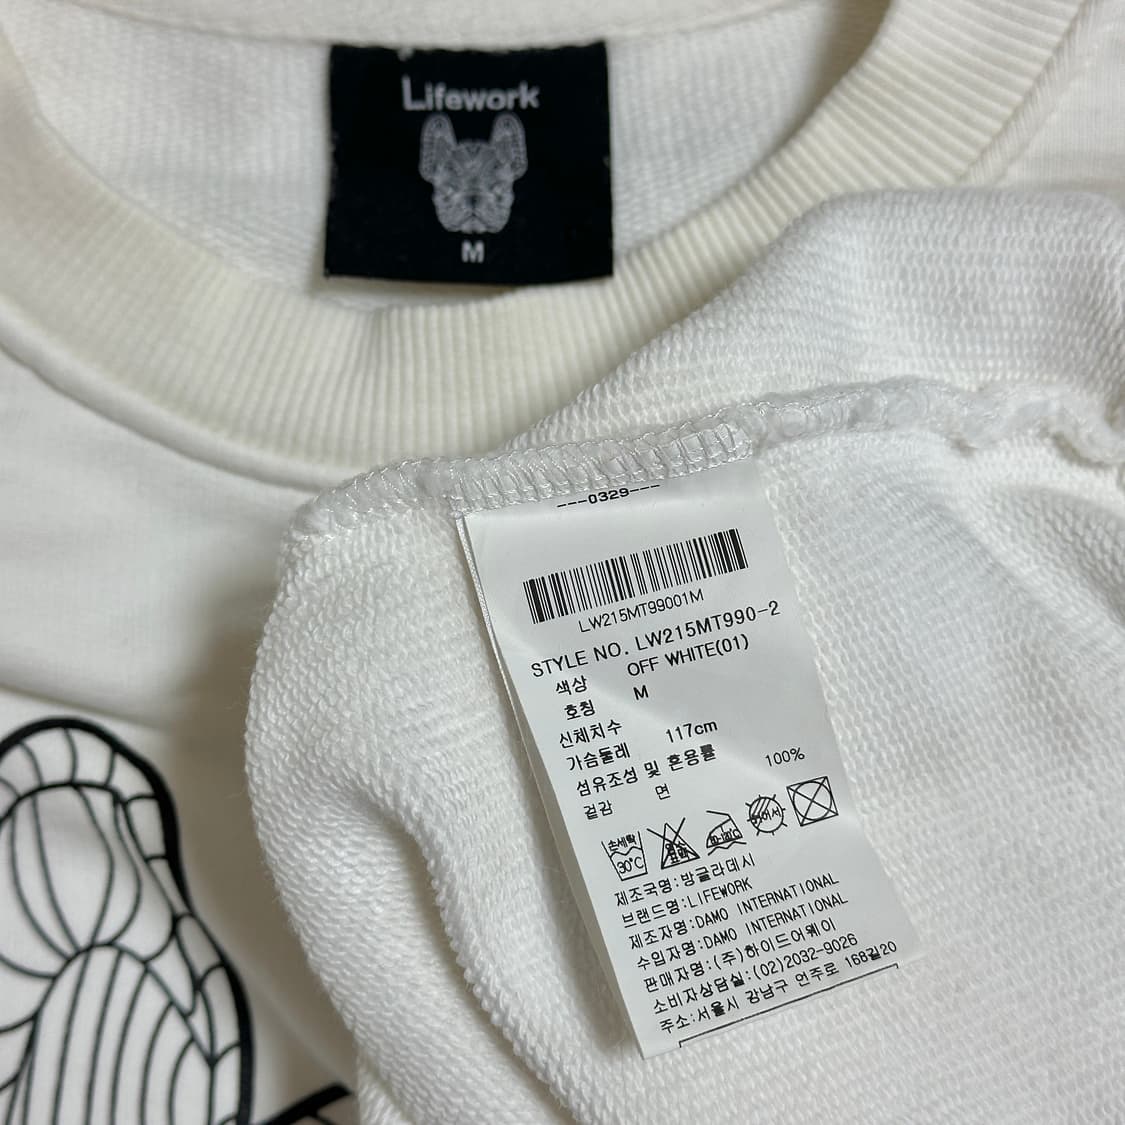 Lifework
M
---0329---
LW215MT99001M
STYLE NO. LW215MT990-2
색상 OFF WHITE(01)
호칭 M
신체치수
가슴둘레 117cm
섬유조성 및 혼용률
겉감 면 100%
손세탁
30℃
제조국명:방글라데시
브랜드명:LIFEWORK
제조자명:DAMO INTERNATIONAL
수입자명:DAMO INTERNATIONAL
판매자명:(주)하이드어웨이
소비자상담실:(02)2032-9026
주소:서울시 강남구 언주로 168길20